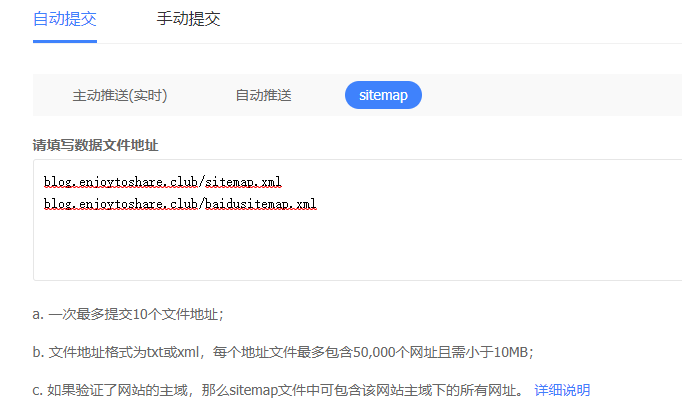 自动提交 手动提交
主动推送(实时) 自动推送 sitemap
请填写数据文件地址
blog.enjoytoshare.club/sitemap.xml
blog.enjoytoshare.club/baidusitemap.xml
a. 一次最多提交10个文件地址；
b. 文件地址格式为txt或xml，每个地址文件最多包含50,000个网址且需小于10MB；
c. 如果验证了网站的主域，那么sitemap文件中可包含该网站主域下的所有网址。 详细说明